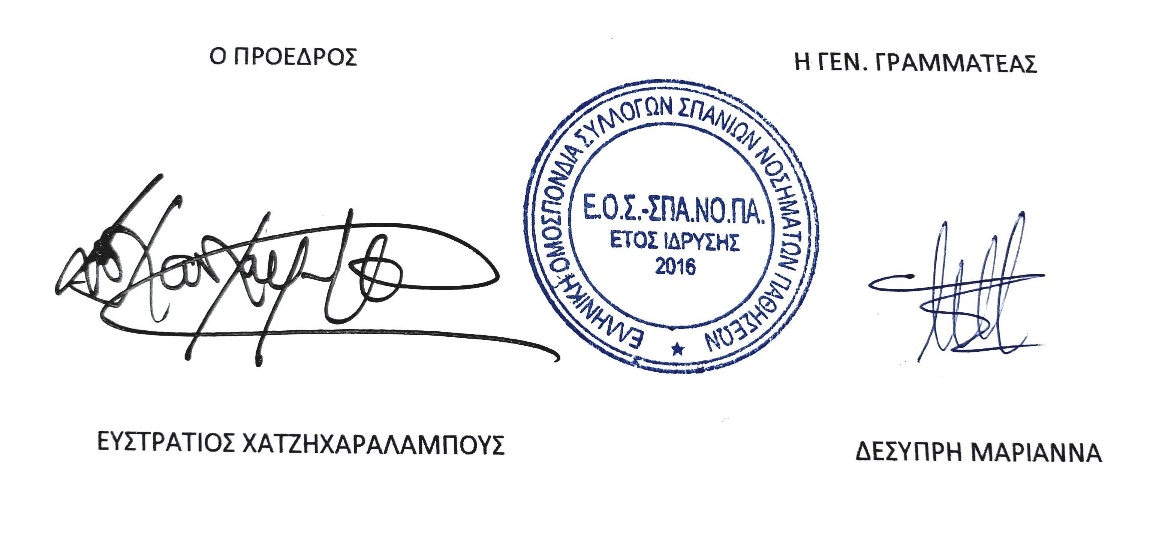 Ο ΠΡΟΕΔΡΟΣ
Η ΓΕΝ. ΓΡΑΜΜΑΤΕΑΣ
ΕΛΛΗΝΙΚΗ ΟΜΟΣΠΟΝΔΙΑ ΣΥΛΛΟΓΩΝ ΣΠΑΝΙΩΝ ΝΟΣΗΜΑΤΩΝ ΠΑΘΗΣΕΩΝ
Ε.Ο.Σ.-ΣΠΑ.ΝΟ.ΠΑ.
ΕΤΟΣ ΙΔΡΥΣΗΣ
2016
ΕΥΣΤΡΑΤΙΟΣ ΧΑΤΖΗΧΑΡΑΛΑΜΠΟΥΣ
ΔΕΣΥΠΡΗ ΜΑΡΙΑΝΝΑ